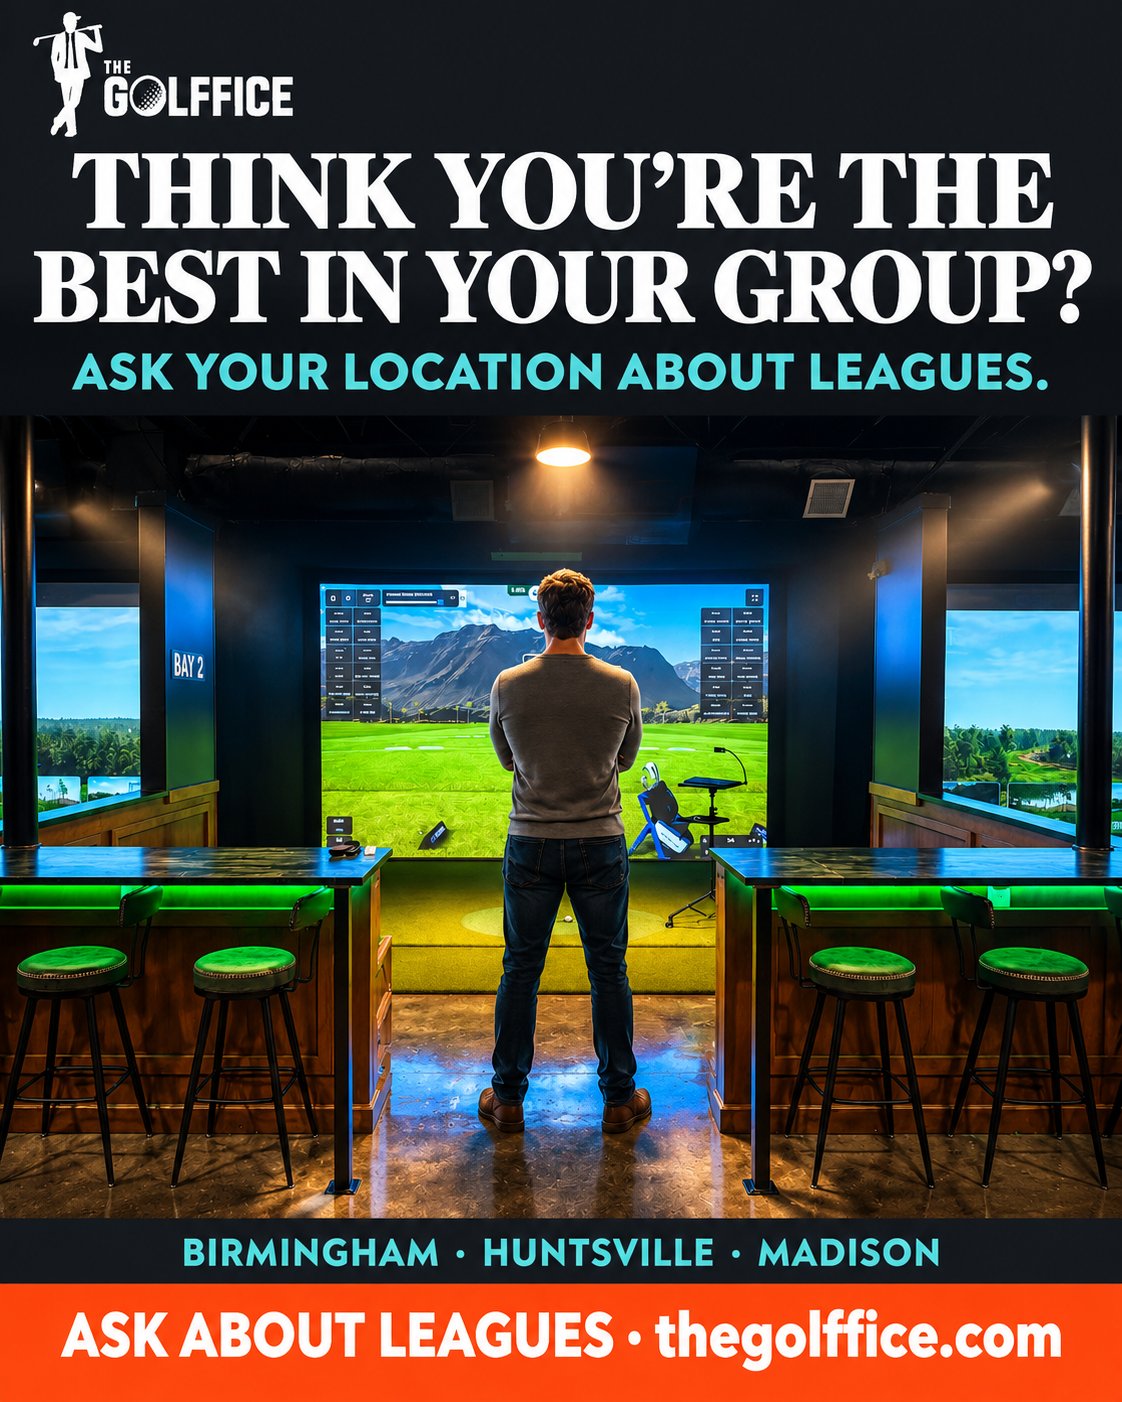 THE
GOLFFICE
THINK YOU'RE THE
BEST IN YOUR GROUP?
ASK YOUR LOCATION ABOUT LEAGUES.
BAY 2
BIRMINGHAM · HUNTSVILLE · MADISON
ASK ABOUT LEAGUES · thegolffice.com